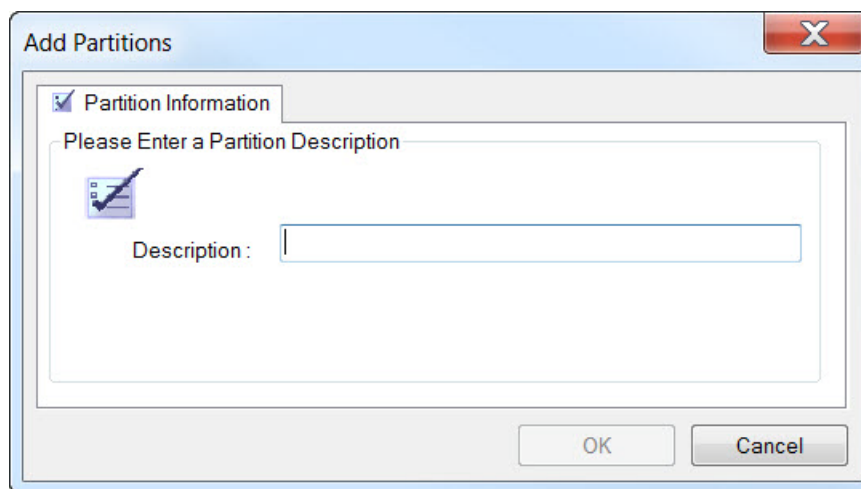 Add Partitions
Partition Information
Please Enter a Partition Description
Description :
OK
Cancel